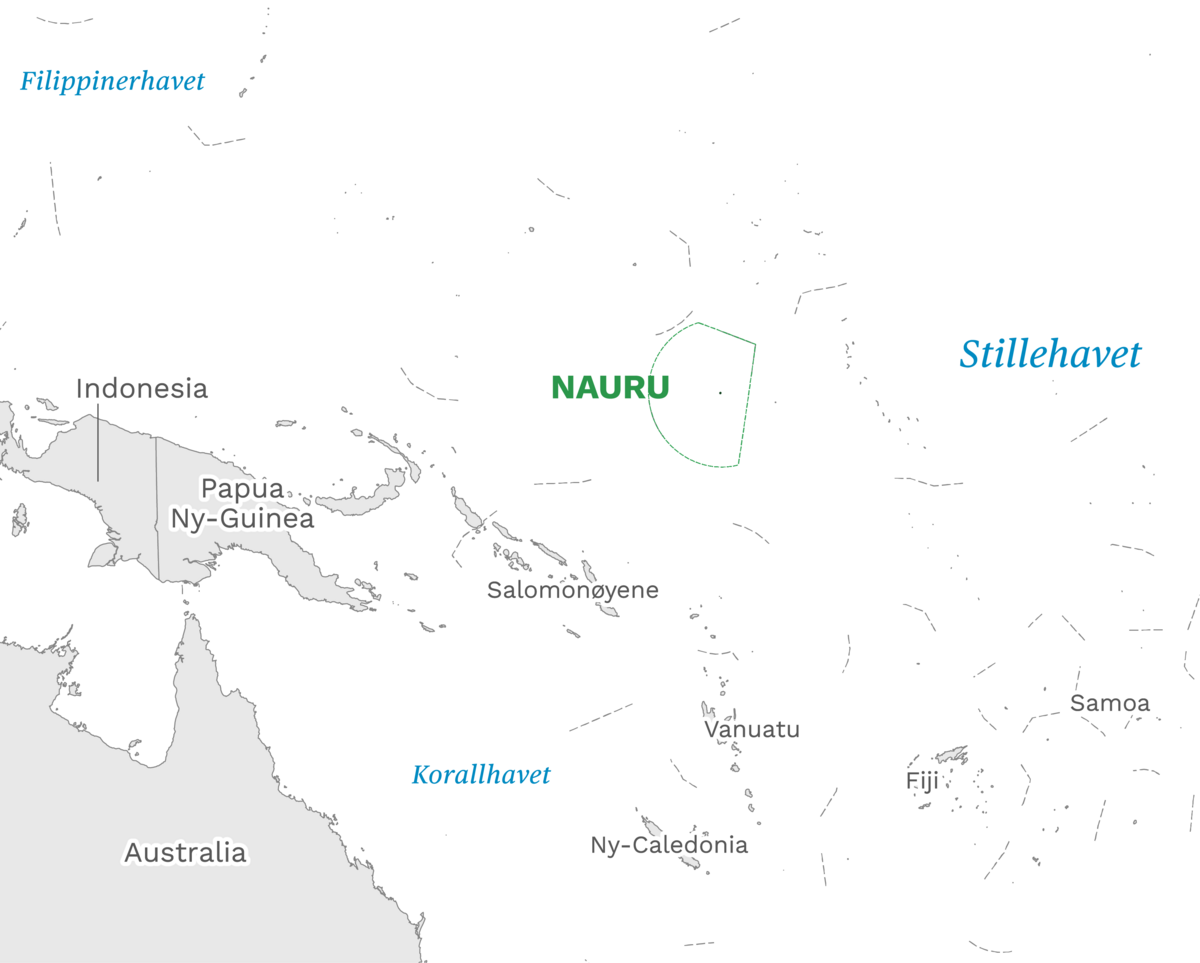 Filippinerhavet
Stillehavet
Indonesia
NAURU
Papua
Ny-Guinea
Salomonøyene
Samoa
Vanuatu
Korallhavet
Fiji
Ny-Caledonia
Australia